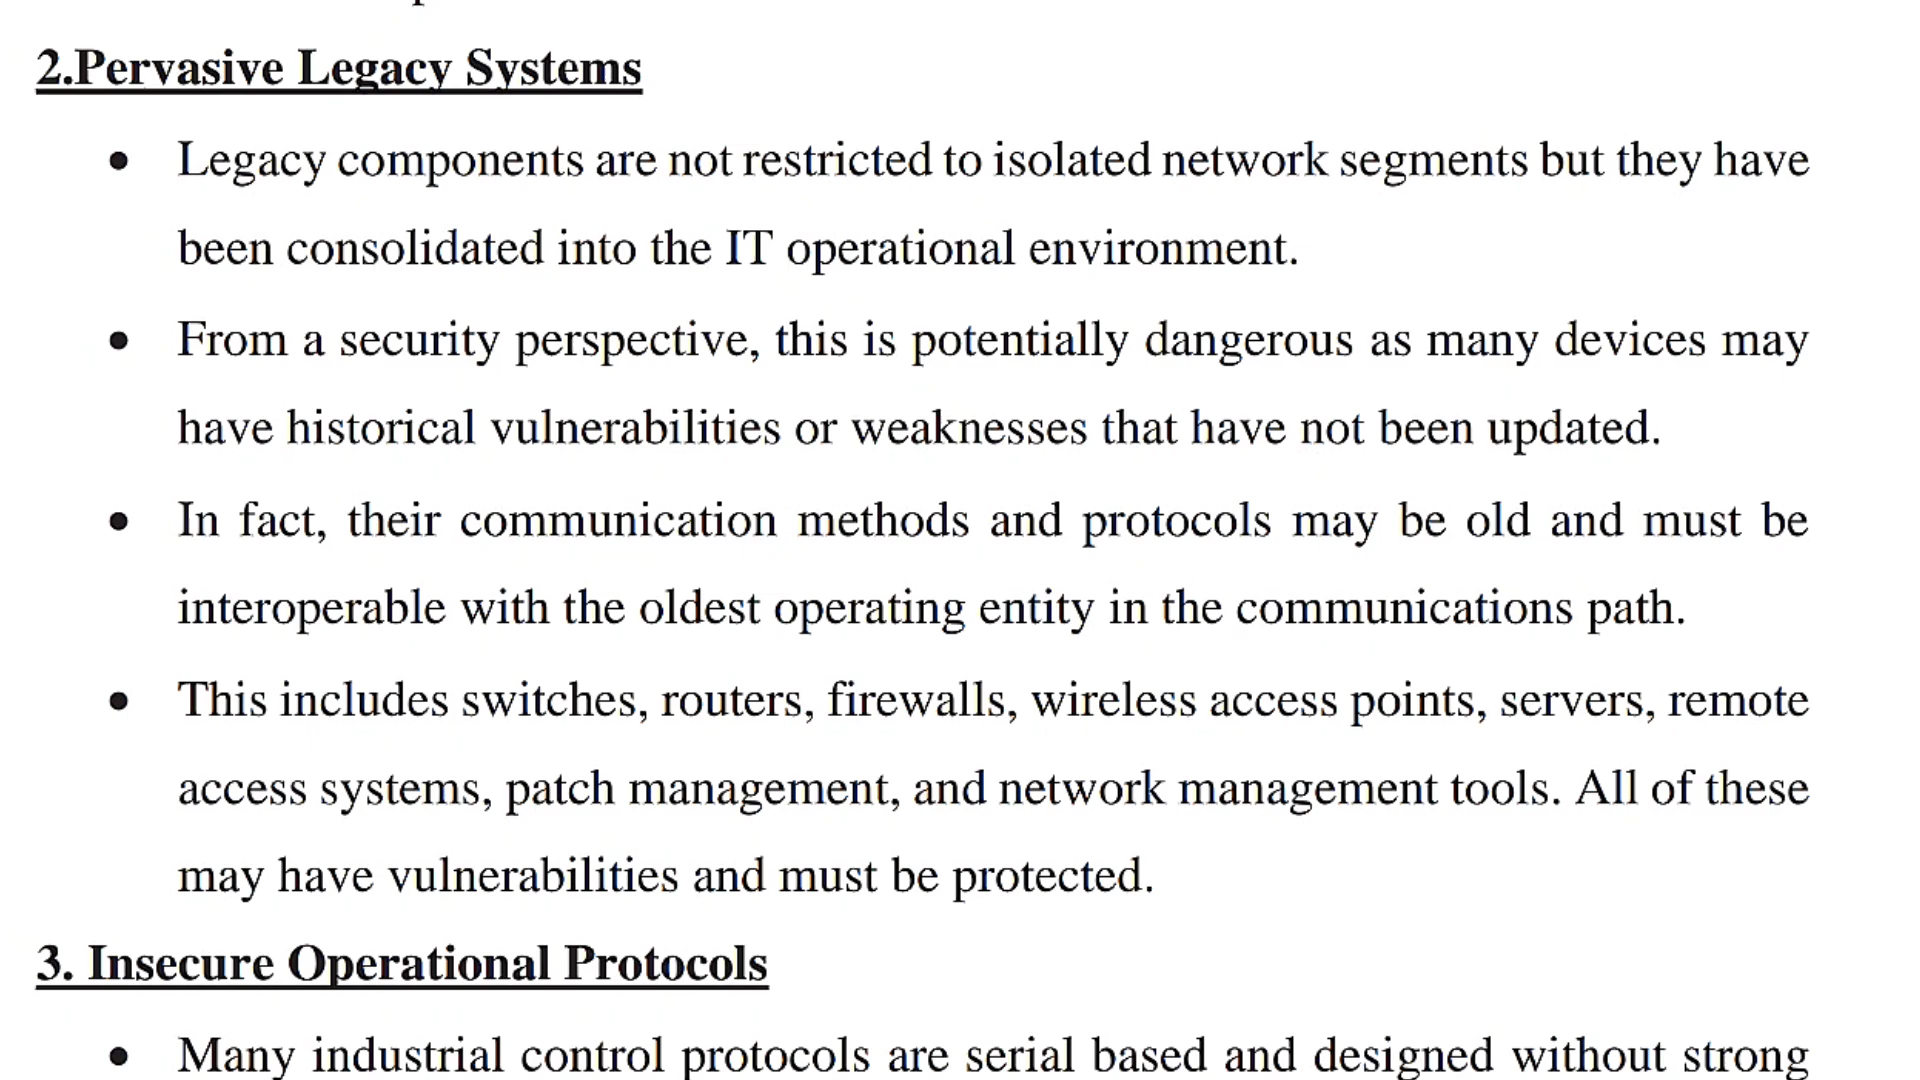 2.Pervasive Legacy Systems
• Legacy components are not restricted to isolated network segments but they have
been consolidated into the IT operational environment.
• From a security perspective, this is potentially dangerous as many devices may
have historical vulnerabilities or weaknesses that have not been updated.
• In fact, their communication methods and protocols may be old and must be
interoperable with the oldest operating entity in the communications path.
• This includes switches, routers, firewalls, wireless access points, servers, remote
access systems, patch management, and network management tools. All of these
may have vulnerabilities and must be protected.
3. Insecure Operational Protocols
• Many industrial control protocols are serial based and designed without strong